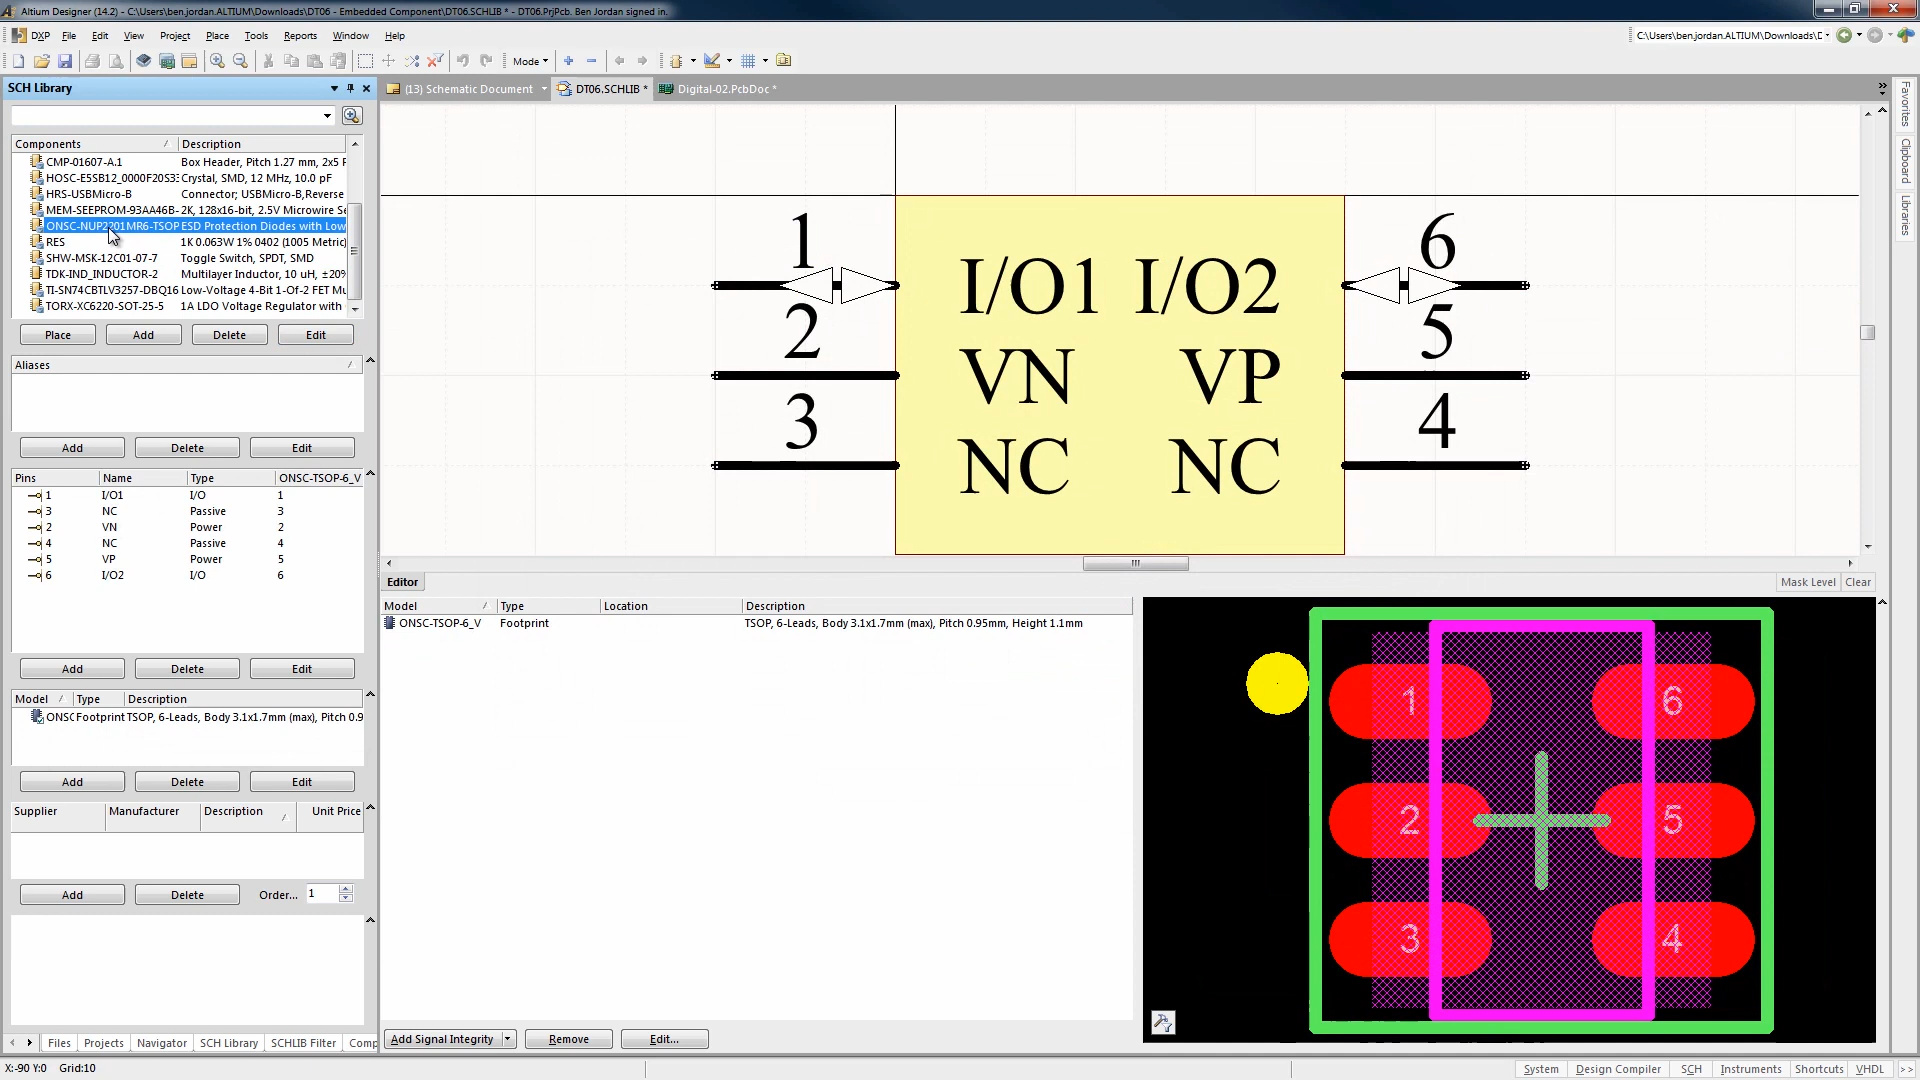 Altium Designer (14.2) - C:\Users\ben.jordan.ALTIUM\Downloads\DT06 - Embedded Component\DT06.SCHLIB * - DT06.PrjPcb. Ben Jordan signed in.
DXP File Edit View Project Place Tools Reports Window Help
C:\Users\ben.jordan.ALTIUM\Downloads\D
Mode
SCH Library
(13) Schematic Document DT06.SCHLIB * Digital-02.PcbDoc *
Components Description
CMP-01607-A.1 Box Header, Pitch 1.27 mm, 2x5 P
HOSC-E5SB12_0000F20S33 Crystal, SMD, 12 MHz, 10.0 pF
HRS-USBMicro-B Connector; USBMicro-B,Reverse
MEM-SEEPROM-93AA46B- 2K, 128x16-bit, 2.5V Microwire Se
ONSC-NUP2201MR6-TSOP ESD Protection Diodes with Low
RES 1K 0.063W 1% 0402 (1005 Metric)
SHW-MSK-12C01-07-7 Toggle Switch, SPDT, SMD
TDK-IND_INDUCTOR-2 Multilayer Inductor, 10 uH, ±20%
TI-SN74CBTLV3257-DBQ16 Low-Voltage 4-Bit 1-Of-2 FET Mu
TORX-XC6220-SOT-25-5 1A LDO Voltage Regulator with
Place Add Delete Edit
Aliases
Add Delete Edit
Pins Name Type ONSC-TSOP-6_V
1 I/O1 I/O 1
3 NC Passive 3
2 VN Power 2
4 NC Passive 4
5 VP Power 5
6 I/O2 I/O 6
Add Delete Edit
Model Type Description
ONSC Footprint TSOP, 6-Leads, Body 3.1x1.7mm (max), Pitch 0.9
Add Delete Edit
Supplier Manufacturer Description Unit Price
Add Delete Order... 1
Files Projects Navigator SCH Library SCHLIB Filter Comp
1 6
I/O1 I/O2
2 5
VN VP
3 4
NC NC
Editor
Mask Level Clear
Model Type Location Description
ONSC-TSOP-6_V Footprint TSOP, 6-Leads, Body 3.1x1.7mm (max), Pitch 0.95mm, Height 1.1mm
1 6
2 5
3 4
Add Signal Integrity Remove Edit...
Favorites
Clipboard
Libraries
X:-90 Y:0 Grid:10
System Design Compiler SCH Instruments Shortcuts VHDL >>